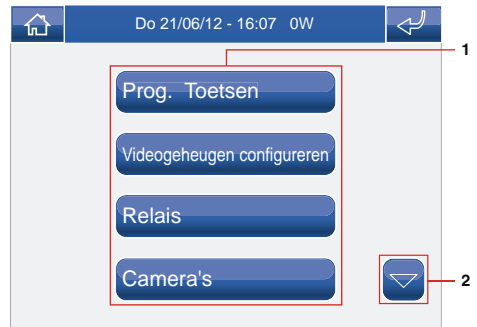 Do 21/06/12 - 16:07 0W
1
Prog. Toetsen
Videogeheugen configureren
Relais
Camera's
2